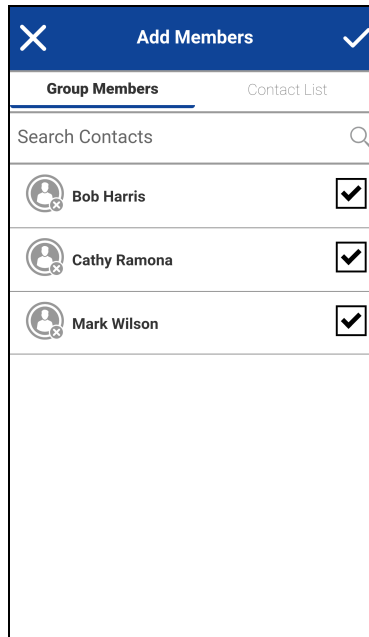 Add Members
Group Members Contact List
Search Contacts
Bob Harris
Cathy Ramona
Mark Wilson